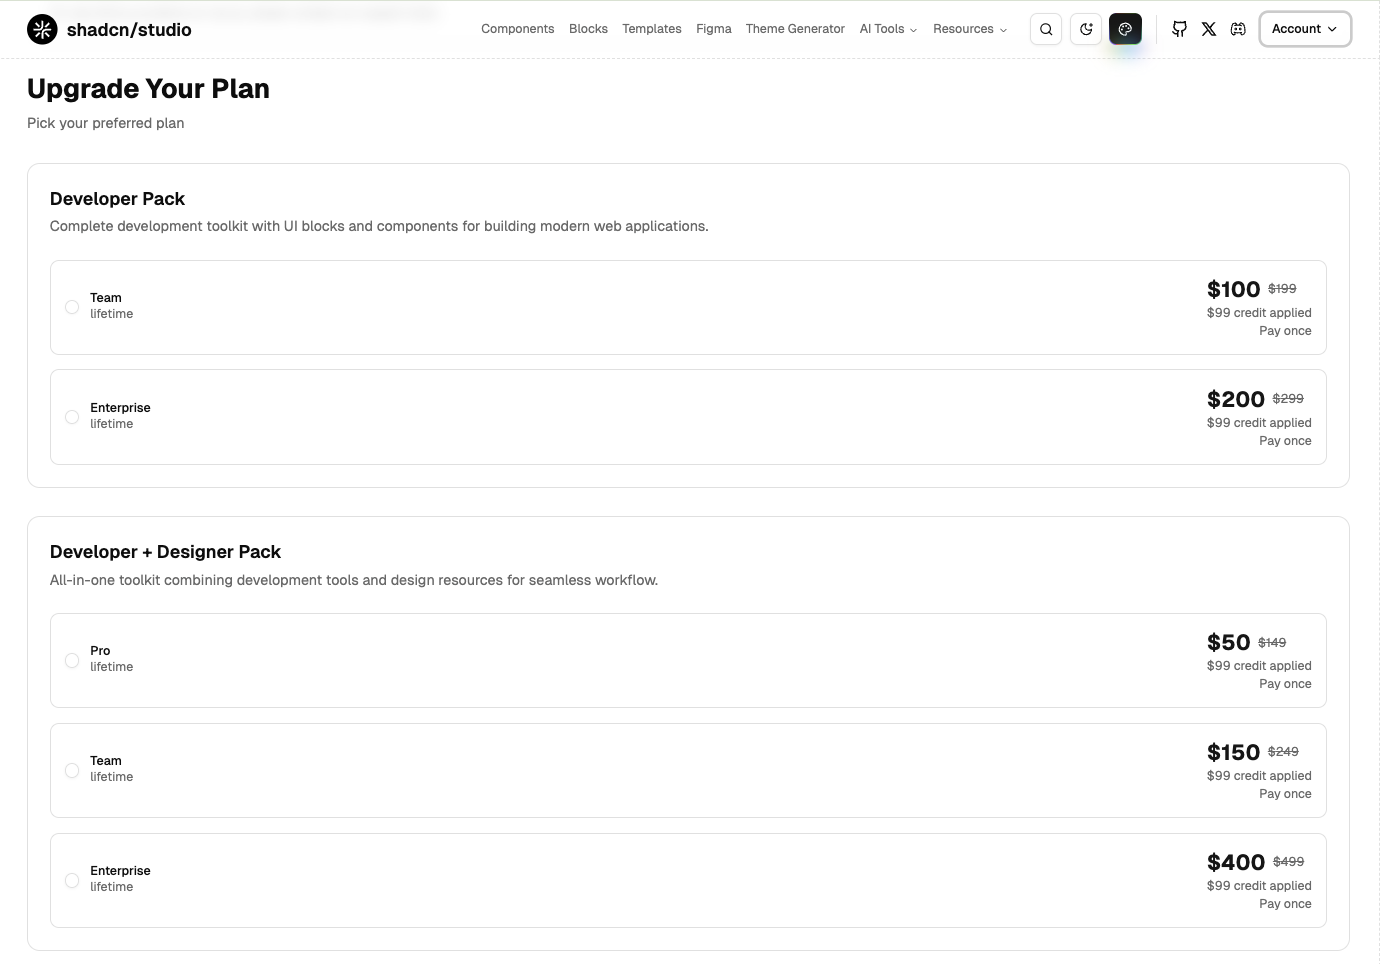 shadcn/studio
Components Blocks Templates Figma Theme Generator AI Tools Resources Account
Upgrade Your Plan
Pick your preferred plan
Developer Pack
Complete development toolkit with UI blocks and components for building modern web applications.
Team
lifetime
$100 $199
$99 credit applied
Pay once
Enterprise
lifetime
$200 $299
$99 credit applied
Pay once
Developer + Designer Pack
All-in-one toolkit combining development tools and design resources for seamless workflow.
Pro
lifetime
$50 $149
$99 credit applied
Pay once
Team
lifetime
$150 $249
$99 credit applied
Pay once
Enterprise
lifetime
$400 $499
$99 credit applied
Pay once